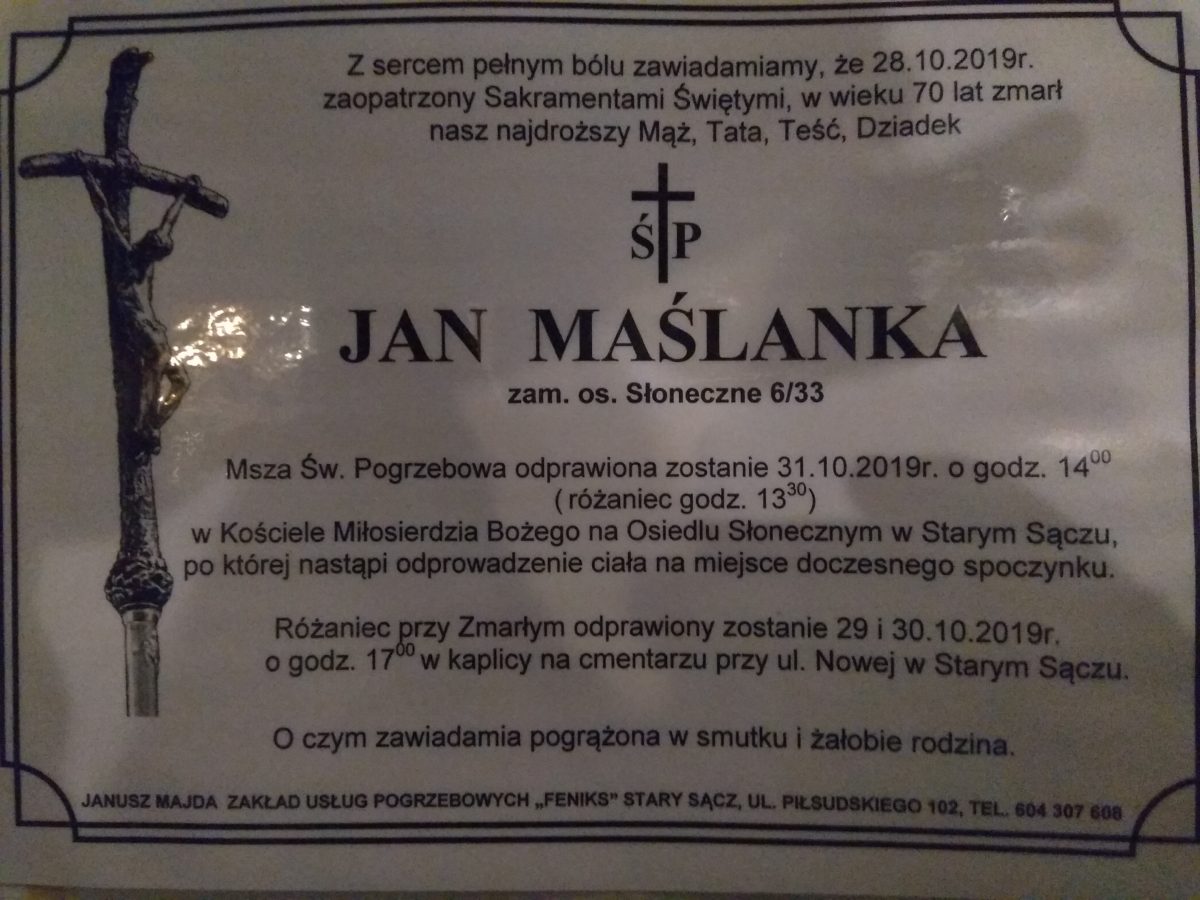 Z sercem pełnym bólu zawiadamiamy, że 28.10.2019r.
zaopatrzony Sakramentami Świętymi, w wieku 70 lat zmarł
nasz najdroższy Mąż, Tata, Teść, Dziadek
Ś P
JAN MAŚLANKA
zam. os. Słoneczne 6/33
Msza Św. Pogrzebowa odprawiona zostanie 31.10.2019r. o godz. 14⁰⁰
(różaniec godz. 13³⁰)
w Kościele Miłosierdzia Bożego na Osiedlu Słonecznym w Starym Sączu,
po której nastąpi odprowadzenie ciała na miejsce doczesnego spoczynku.
Różaniec przy Zmarłym odprawiony zostanie 29 i 30.10.2019r.
o godz. 17⁰⁰ w kaplicy na cmentarzu przy ul. Nowej w Starym Sączu.
O czym zawiadamia pogrążona w smutku i żałobie rodzina.
JANUSZ MAJDA ZAKŁAD USŁUG POGRZEBOWYCH „FENIKS” STARY SĄCZ, UL. PIŁSUDSKIEGO 102, TEL. 604 307 608